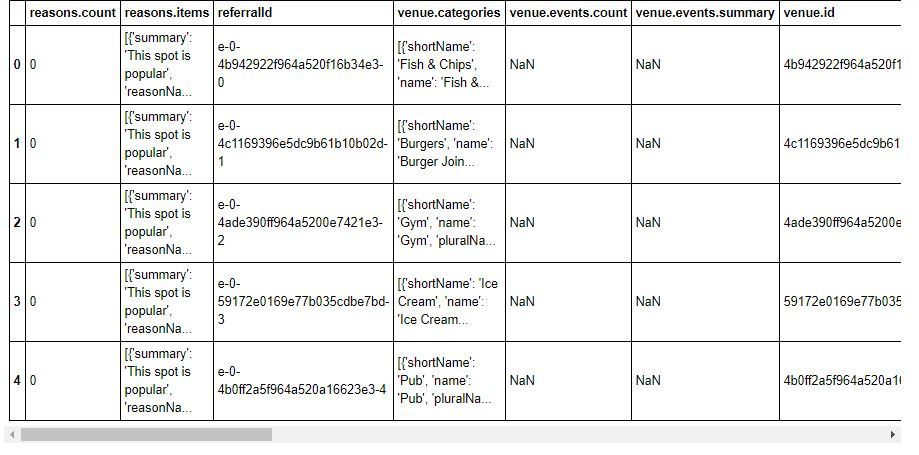 reasons.count reasons.items referralId venue.categories venue.events.count venue.events.summary venue.id
0 0 [{'summary': 'This spot is popular', 'reasonNa... e-0-4b942922f964a520f16b34e3-0 [{'shortName': 'Fish & Chips', 'name': 'Fish &... NaN NaN 4b942922f964a520f1
1 0 [{'summary': 'This spot is popular', 'reasonNa... e-0-4c1169396e5dc9b61b10b02d-1 [{'shortName': 'Burgers', 'name': 'Burger Join... NaN NaN 4c1169396e5dc9b61
2 0 [{'summary': 'This spot is popular', 'reasonNa... e-0-4ade390ff964a5200e7421e3-2 [{'shortName': 'Gym', 'name': 'Gym', 'pluralNa... NaN NaN 4ade390ff964a5200e
3 0 [{'summary': 'This spot is popular', 'reasonNa... e-0-59172e0169e77b035cdbe7bd-3 [{'shortName': 'Ice Cream', 'name': 'Ice Cream... NaN NaN 59172e0169e77b035
4 0 [{'summary': 'This spot is popular', 'reasonNa... e-0-4b0ff2a5f964a520a16623e3-4 [{'shortName': 'Pub', 'name': 'Pub', 'pluralNa... NaN NaN 4b0ff2a5f964a520a1